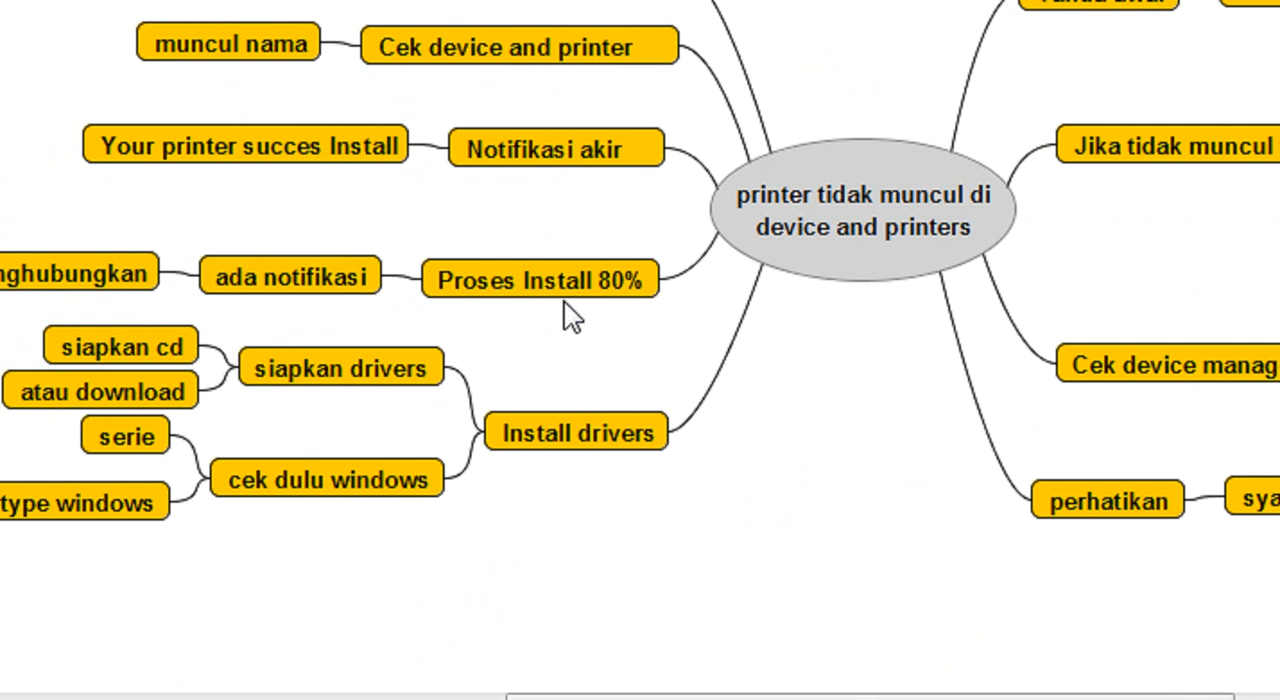 muncul nama
Cek device and printer
Your printer succes Install
Notifikasi akir
Jika tidak muncul
printer tidak muncul di
device and printers
nghubungkan
ada notifikasi
Proses Install 80%
siapkan cd
siapkan drivers
atau download
Cek device manag
serie
Install drivers
cek dulu windows
type windows
perhatikan
sya